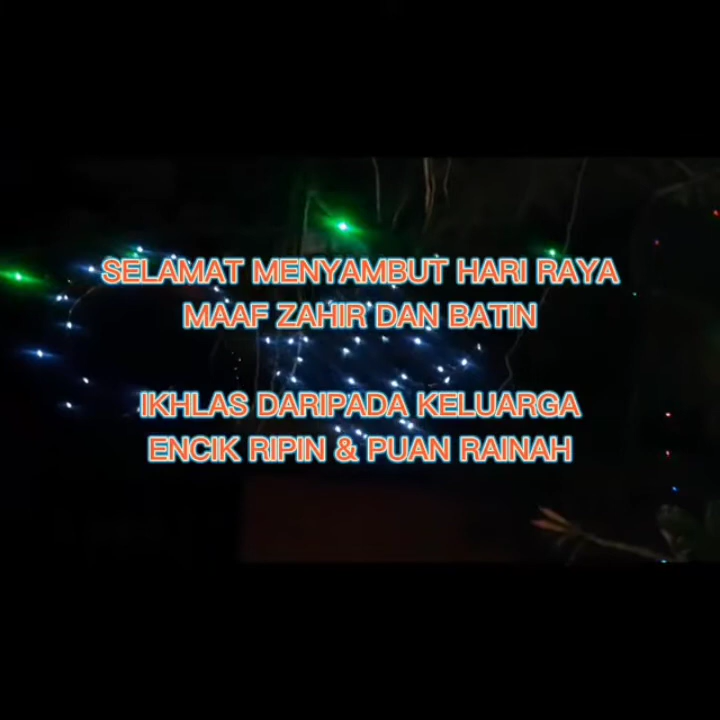 SELAMAT MENYAMBUT HARI RAYA
MAAF ZAHIR DAN BATIN
IKHLAS DARIPADA KELUARGA
ENCIK RIPIN & PUAN RAINAH